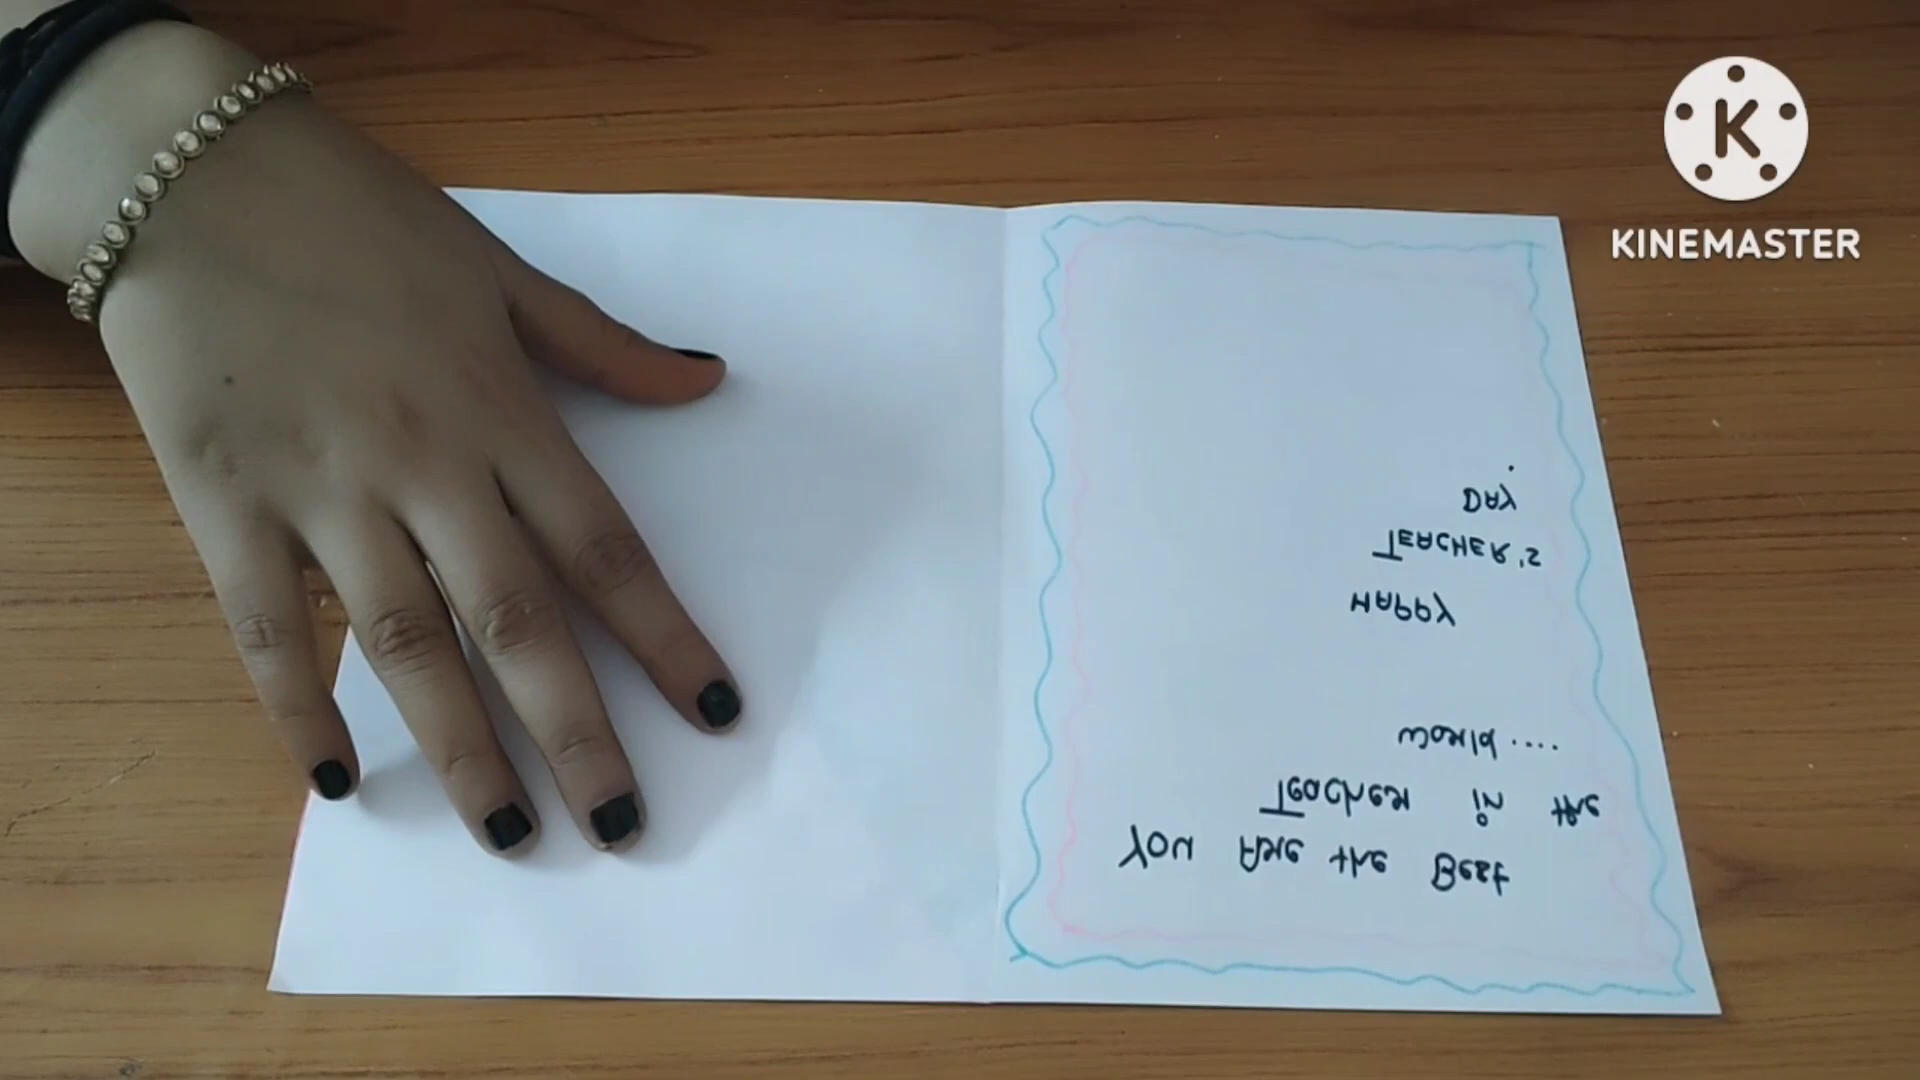 You Are the Best
Teacher in the
world....
HAPPY
TEACHER'S
DAY
KINEMASTER